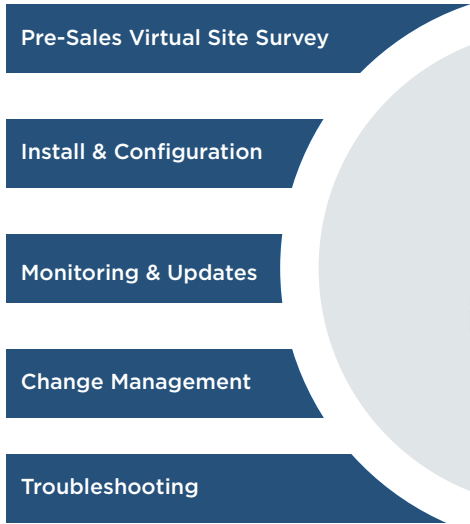 Pre-Sales Virtual Site Survey
Install & Configuration
Monitoring & Updates
Change Management
Troubleshooting